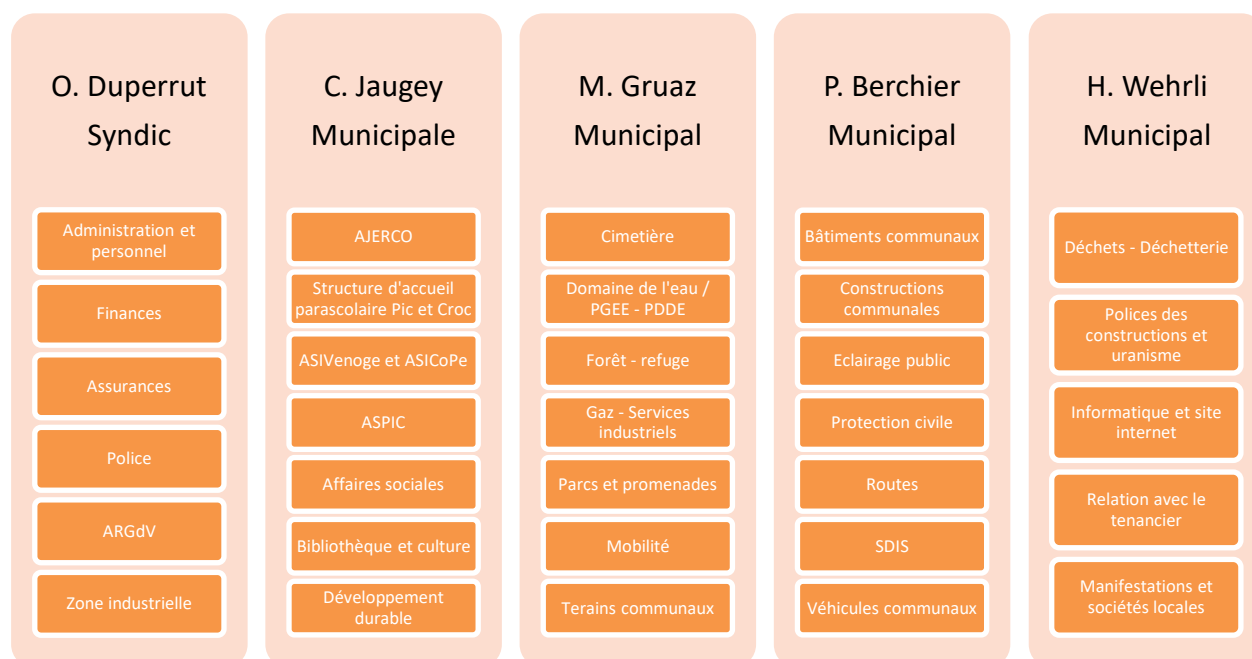 O. Duperrut
Syndic
Administration et
personnel
Finances
Assurances
Police
ARGdV
Zone industrielle
C. Jaugey
Municipale
AJERCO
Structure d'accueil
parascolaire Pic et Croc
ASIVenoge et ASICoPe
ASPIC
Affaires sociales
Bibliothèque et culture
Développement
durable
M. Gruaz
Municipal
Cimetière
Domaine de l'eau /
PGEE - PDDE
Forêt - refuge
Gaz - Services
industriels
Parcs et promenades
Mobilité
Terrains communaux
P. Berchier
Municipal
Bâtiments communaux
Constructions
communales
Eclairage public
Protection civile
Routes
SDIS
Véhicules communaux
H. Wehrli
Municipal
Déchets - Déchetterie
Polices des
constructions et
uranisme
Informatique et site
internet
Relation avec le
tenancier
Manifestations et
sociétés locales